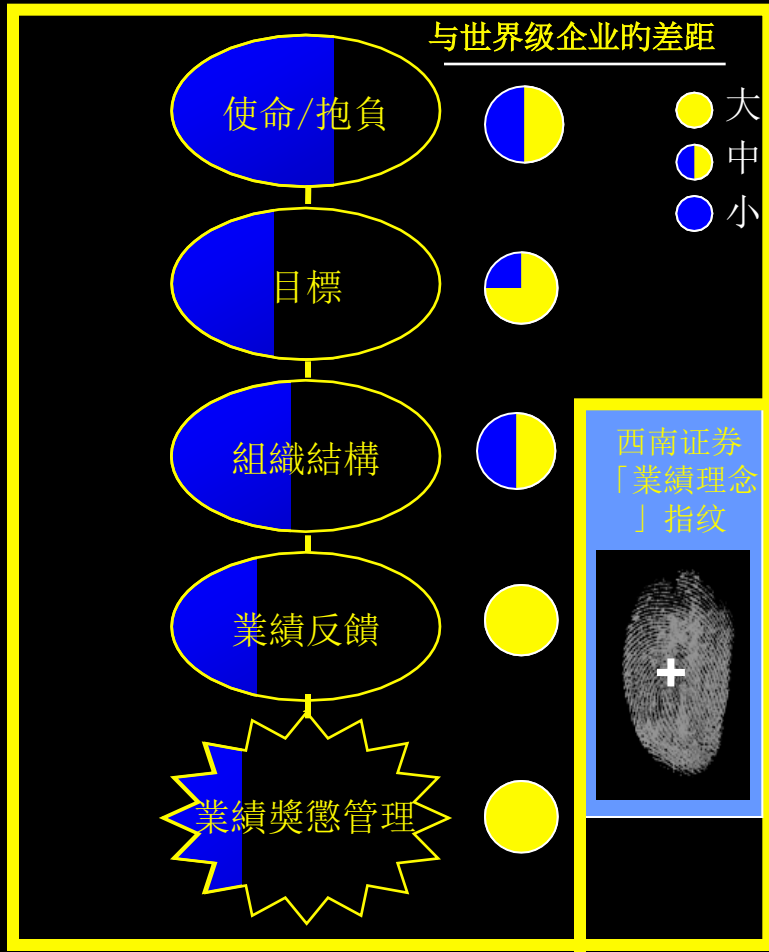 与世界级企业旳差距
大
中
小
使命/抱負
目標
組織結構
業績反饋
業績奬懲管理
西南证券
「業績理念
」指纹